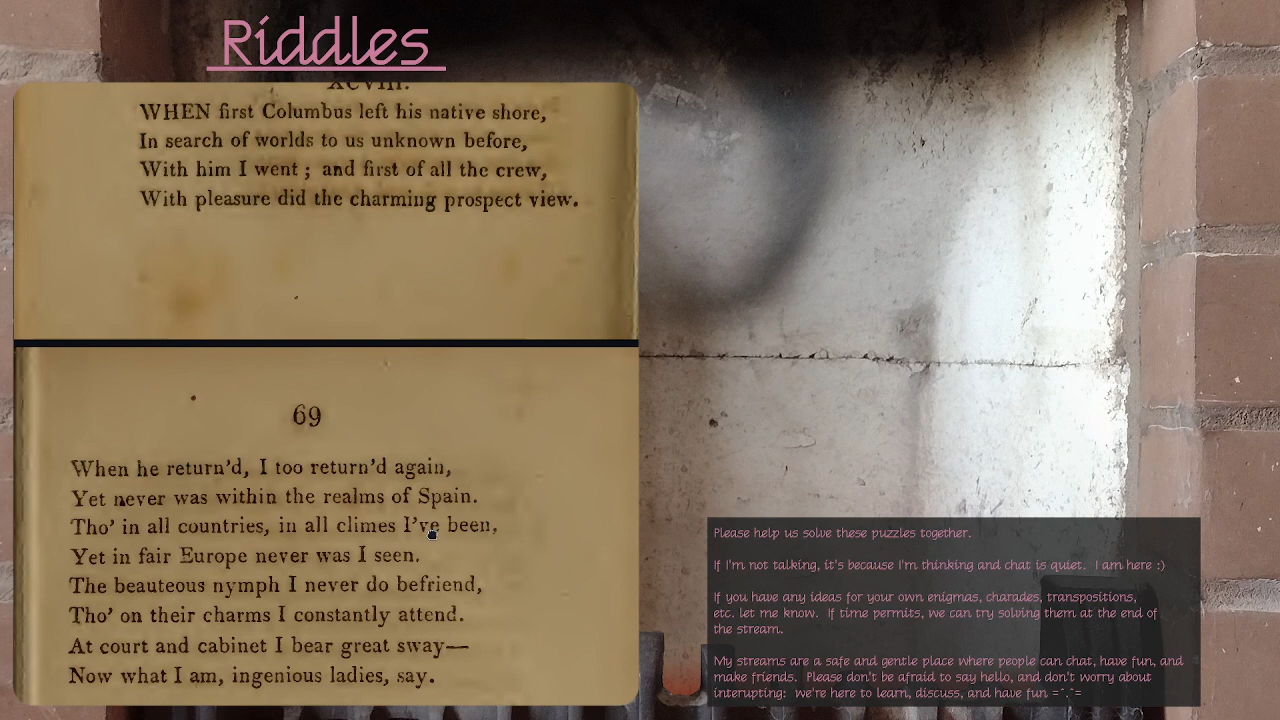 Riddles
XCVIII.
WHEN first Columbus left his native shore,
In search of worlds to us unknown before,
With him I went ; and first of all the crew,
With pleasure did the charming prospect view.
69
When he return'd, I too return'd again,
Yet never was within the realms of Spain.
Tho' in all countries, in all climes I've been,
Yet in fair Europe never was I seen.
The beauteous nymph I never do befriend,
Tho' on their charms I constantly attend.
At court and cabinet I bear great sway—
Now what I am, ingenious ladies, say.
Please help us solve these puzzles together.
If I'm not talking, it's because I'm thinking and chat is quiet. I am here :)
If you have any ideas for your own enigmas, charades, transpositions,
etc. let me know. If time permits, we can try solving them at the end of
the stream.
My streams are a safe and gentle place where people can chat, have fun, and
make friends. Please don't be afraid to say hello, and don't worry about
interupting: we're here to learn, discuss, and have fun =^.^=